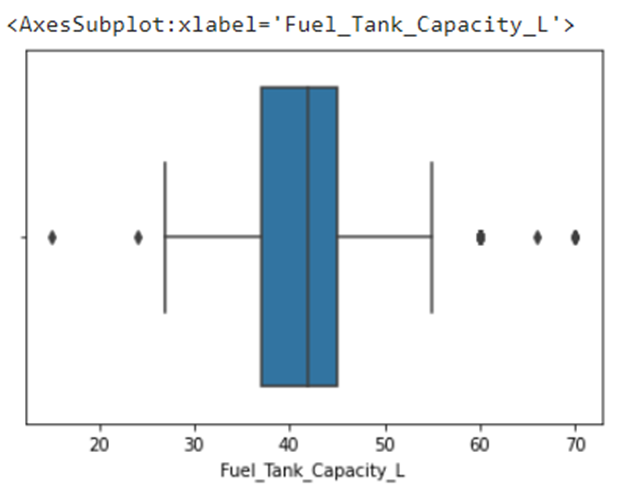 <AxesSubplot:xlabel='Fuel_Tank_Capacity_L'>
20 30 40 50 60 70
Fuel_Tank_Capacity_L